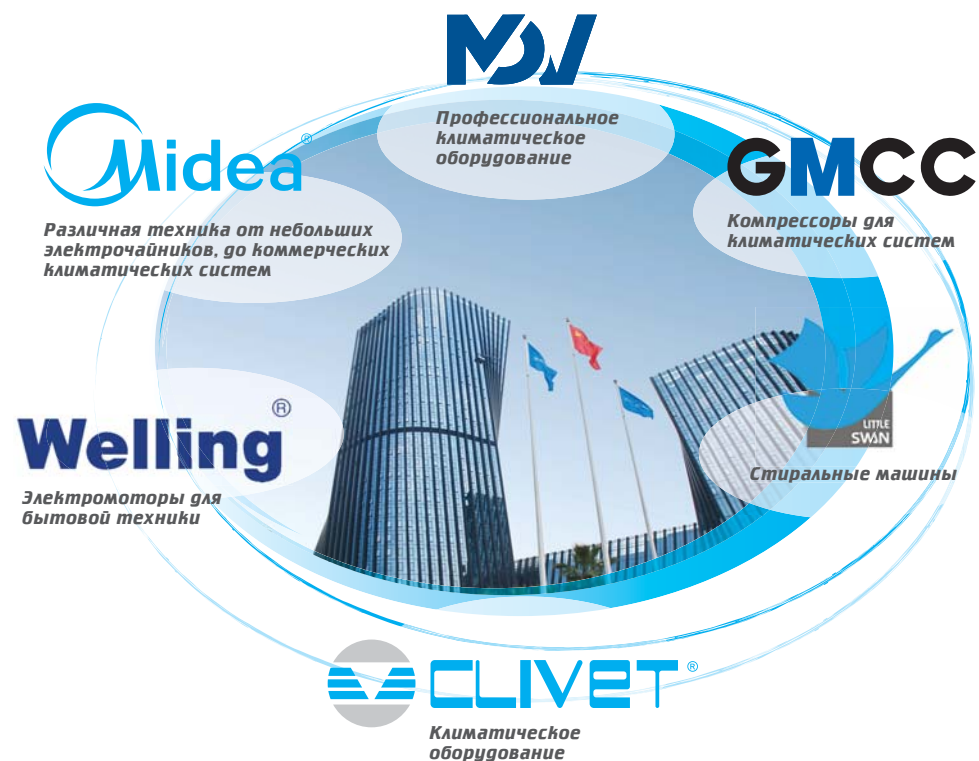 MDV
Профессиональное
климатическое
оборудование
Midea®
Различная техника от небольших
электрочайников, до коммерческих
климатических систем
GMCC
Компрессоры для
климатических систем
Welling®
Электромоторы для
бытовой техники
LITTLE
SWAN
Стиральные машины
CLIVET®
Климатическое
оборудование